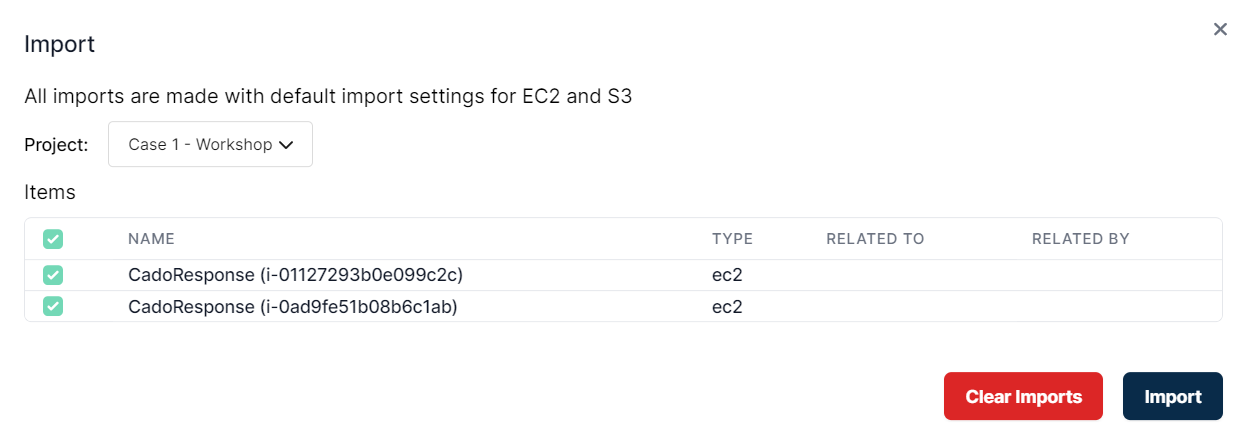 Import
All imports are made with default import settings for EC2 and S3
Project: Case 1 - Workshop
Items
NAME TYPE RELATED TO RELATED BY
CadoResponse (i-01127293b0e099c2c) ec2
CadoResponse (i-0ad9fe51b08b6c1ab) ec2
Clear Imports Import